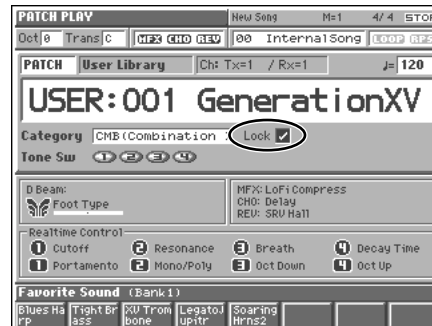 PATCH PLAY New Song M=1 4/ 4 STO
Oct 0 Trans C MFX CHO REV 00 InternalSong LOOP RPS
PATCH User Library Ch: Tx=1 / Rx=1 ♩= 120
USER:001 GenerationXV
Category CMB(Combination Lock
Tone Sw 1 2 3 4
D Beam: MFX: LoFiCompress
Foot Type CHO: Delay
REV: SRV Hall
Realtime Control
1 Cutoff 2 Resonance 3 Breath 4 Decay Time
1 Portamento 2 Mono/Poly 3 Oct Down 4 Oct Up
Favorite Sound (Bank1)
Blues Ha Tight Br XV Trom LegatoJ Soaring
rp ass bone upitr Hrns2